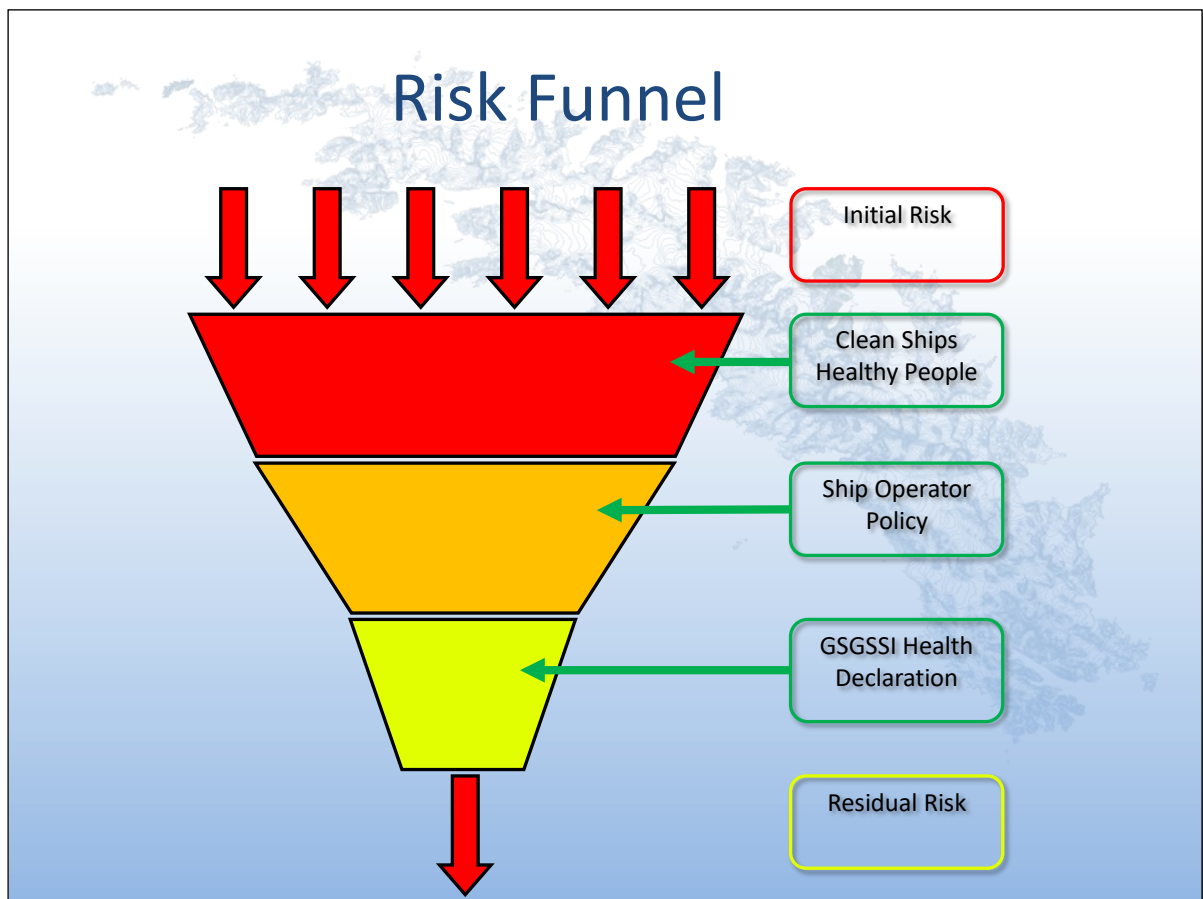 Risk Funnel
Initial Risk
Clean Ships
Healthy People
Ship Operator
Policy
GSGSSI Health
Declaration
Residual Risk